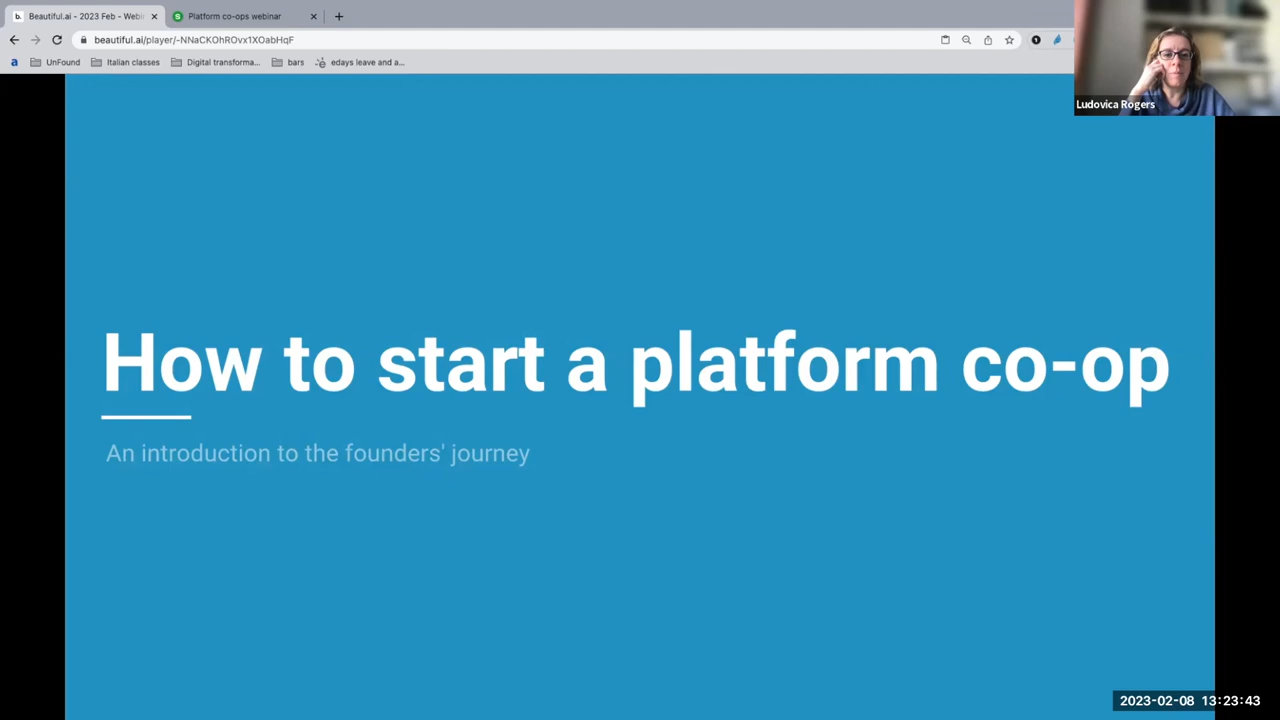 Beautiful.ai - 2023 Feb - Webin
Platform co-ops webinar
beautiful.ai/player/-NNaCKOhROvx1XOabHqF
UnFound
Italian classes
Digital transforma...
bars
edays leave and a...
Ludovica Rogers
How to start a platform co-op
An introduction to the founders' journey
2023-02-08 13:23:43